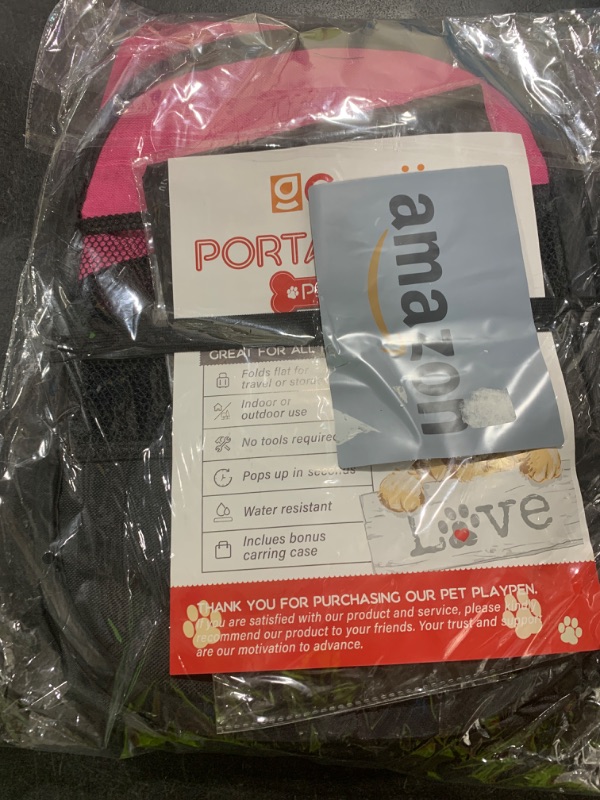 PORTA
amazon
GREAT FOR ALL
Folds flat for
travel or
Indoor or
outdoor use
No tools required
Pops up in seconds
Water resistant
Inclues bonus
carring case
Love
THANK YOU FOR PURCHASING OUR PET PLAYPEN.
If you are satisfied with our product and service, please kindly
recommend our product to your friends. Your trust and support
are our motivation to advance.